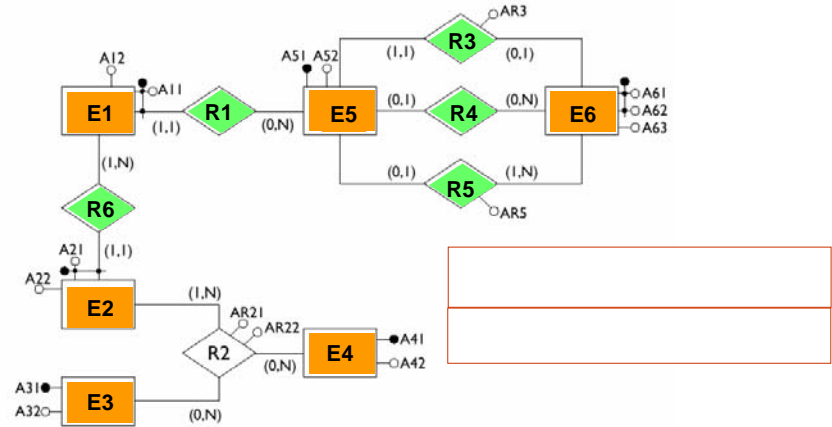 AR3
R3
(1,1)
(0,1)
A12
A51
A52
A11
A61
A62
A63
E1
R1
E5
R4
E6
(1,1)
(0,N)
(0,1)
(0,N)
(1,N)
(0,1)
(1,N)
R5
AR5
R6
A21
(1,1)
A22
E2
(1,N)
AR21
AR22
R2
E4
A41
A42
(0,N)
A31
A32
E3
(0,N)